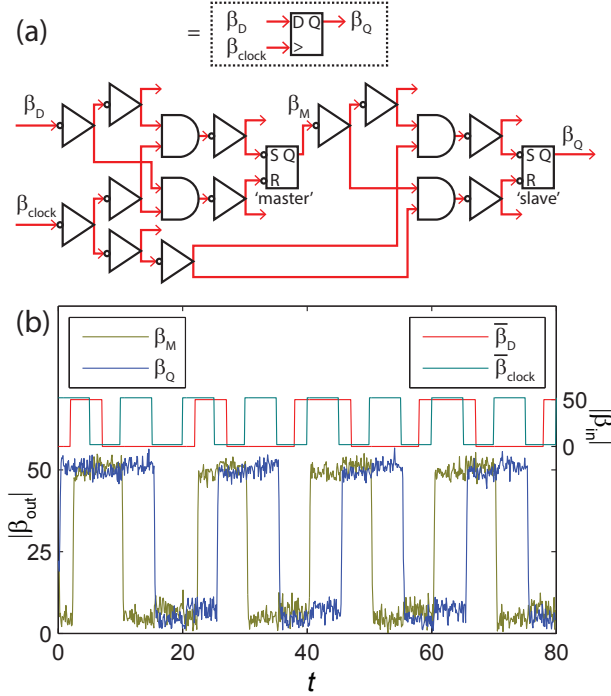 (a)
= β_D D Q β_Q
β_clock >
β_D β_M β_Q
S Q S Q
R R
β_clock 'master' 'slave'
(b)
β_M β̅_D
β_Q β̅_clock
50
0
|β̅_in|
50
25
0
|β_out|
0 20 40 60 80
t